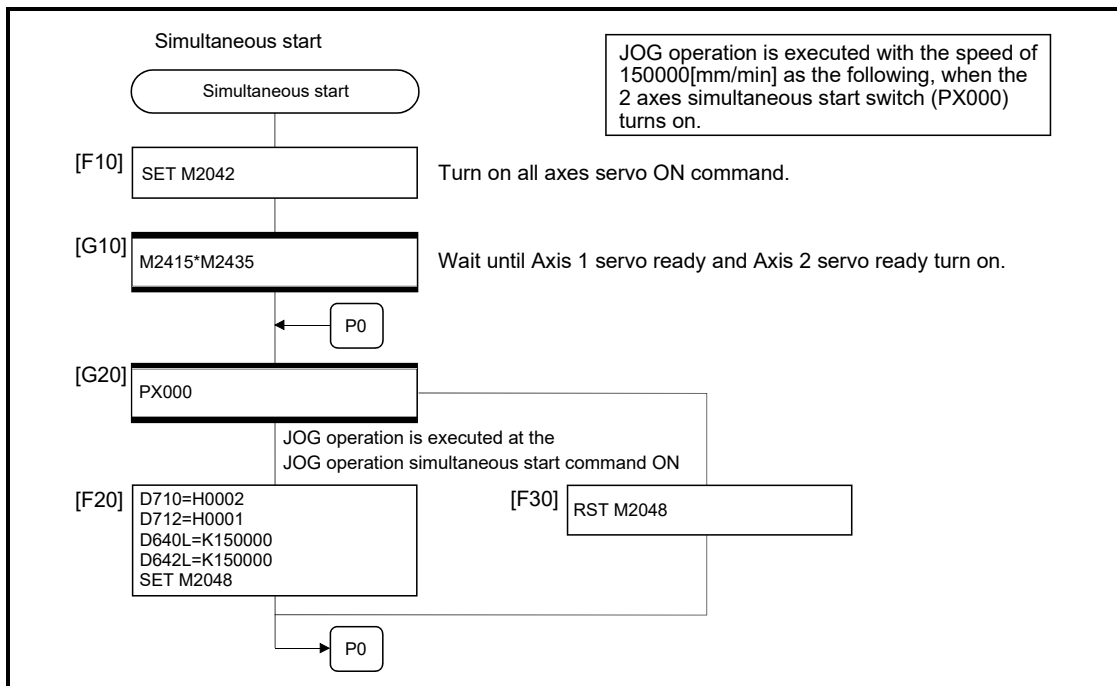 Simultaneous start
JOG operation is executed with the speed of
150000[mm/min] as the following, when the
2 axes simultaneous start switch (PX000)
turns on.
Simultaneous start
[F10]
SET M2042
Turn on all axes servo ON command.
[G10]
M2415*M2435
Wait until Axis 1 servo ready and Axis 2 servo ready turn on.
P0
[G20]
PX000
JOG operation is executed at the
JOG operation simultaneous start command ON
[F20]
D710=H0002
D712=H0001
D640L=K150000
D642L=K150000
SET M2048
[F30]
RST M2048
P0